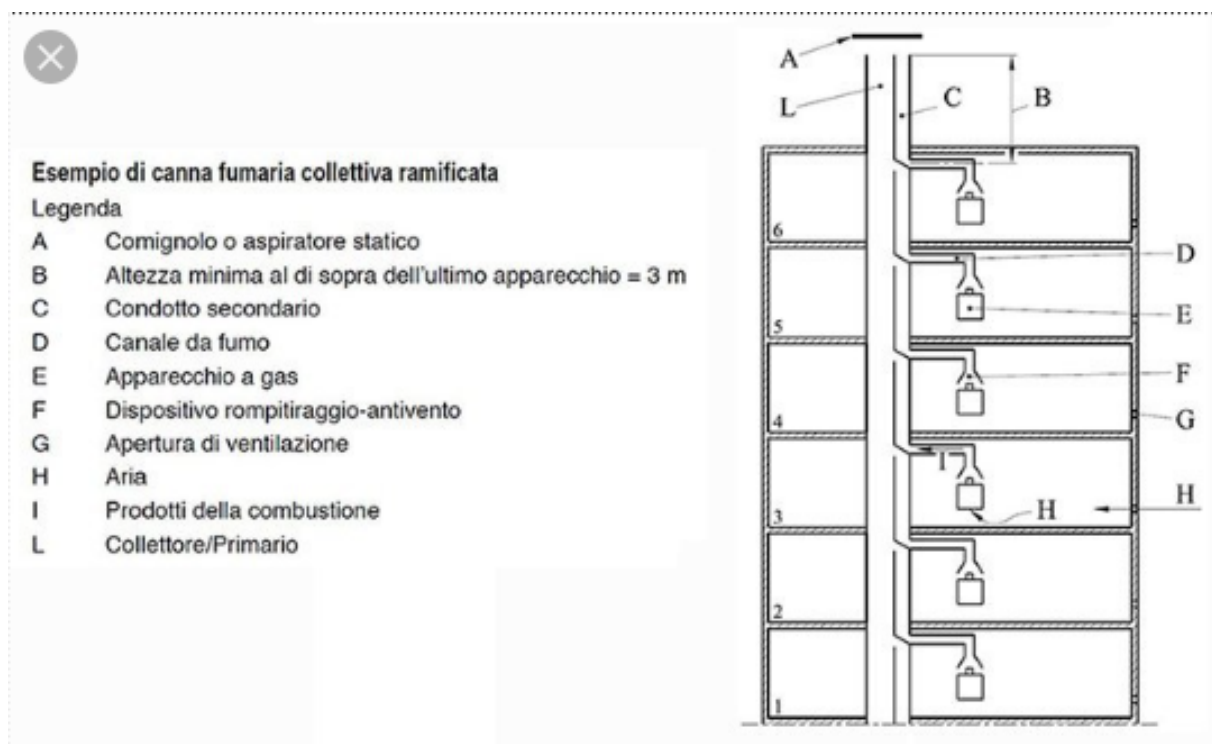 Esempio di canna fumaria collettiva ramificata
Legenda
A Comignolo o aspiratore statico
B Altezza minima al di sopra dell'ultimo apparecchio = 3 m
C Condotto secondario
D Canale da fumo
E Apparecchio a gas
F Dispositivo rompitiraggio-antivento
G Apertura di ventilazione
H Aria
I Prodotti della combustione
L Collettore/Primario
A
L
C
B
6
D
5
E
4
F
G
3
I
H
H
2
1